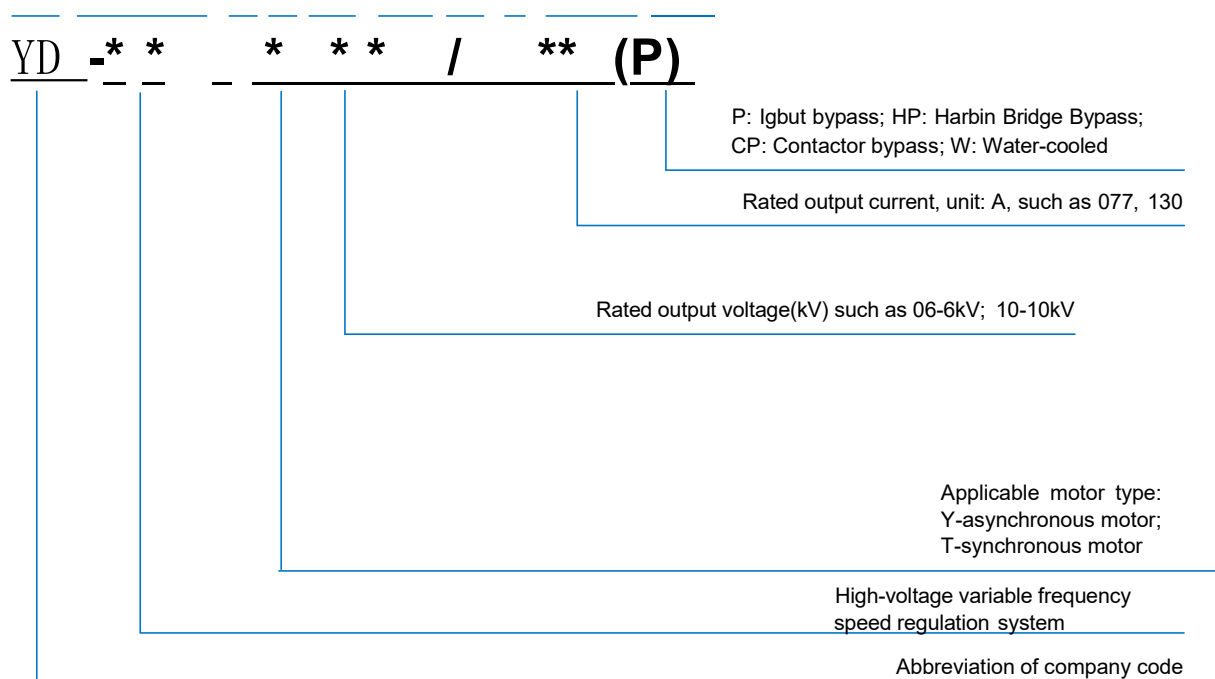 YD -* * _ * * * / ** (P)
P: Igbut bypass; HP: Harbin Bridge Bypass;
CP: Contactor bypass; W: Water-cooled
Rated output current, unit: A, such as 077, 130
Rated output voltage(kV) such as 06-6kV; 10-10kV
Applicable motor type:
Y-asynchronous motor;
T-synchronous motor
High-voltage variable frequency
speed regulation system
Abbreviation of company code